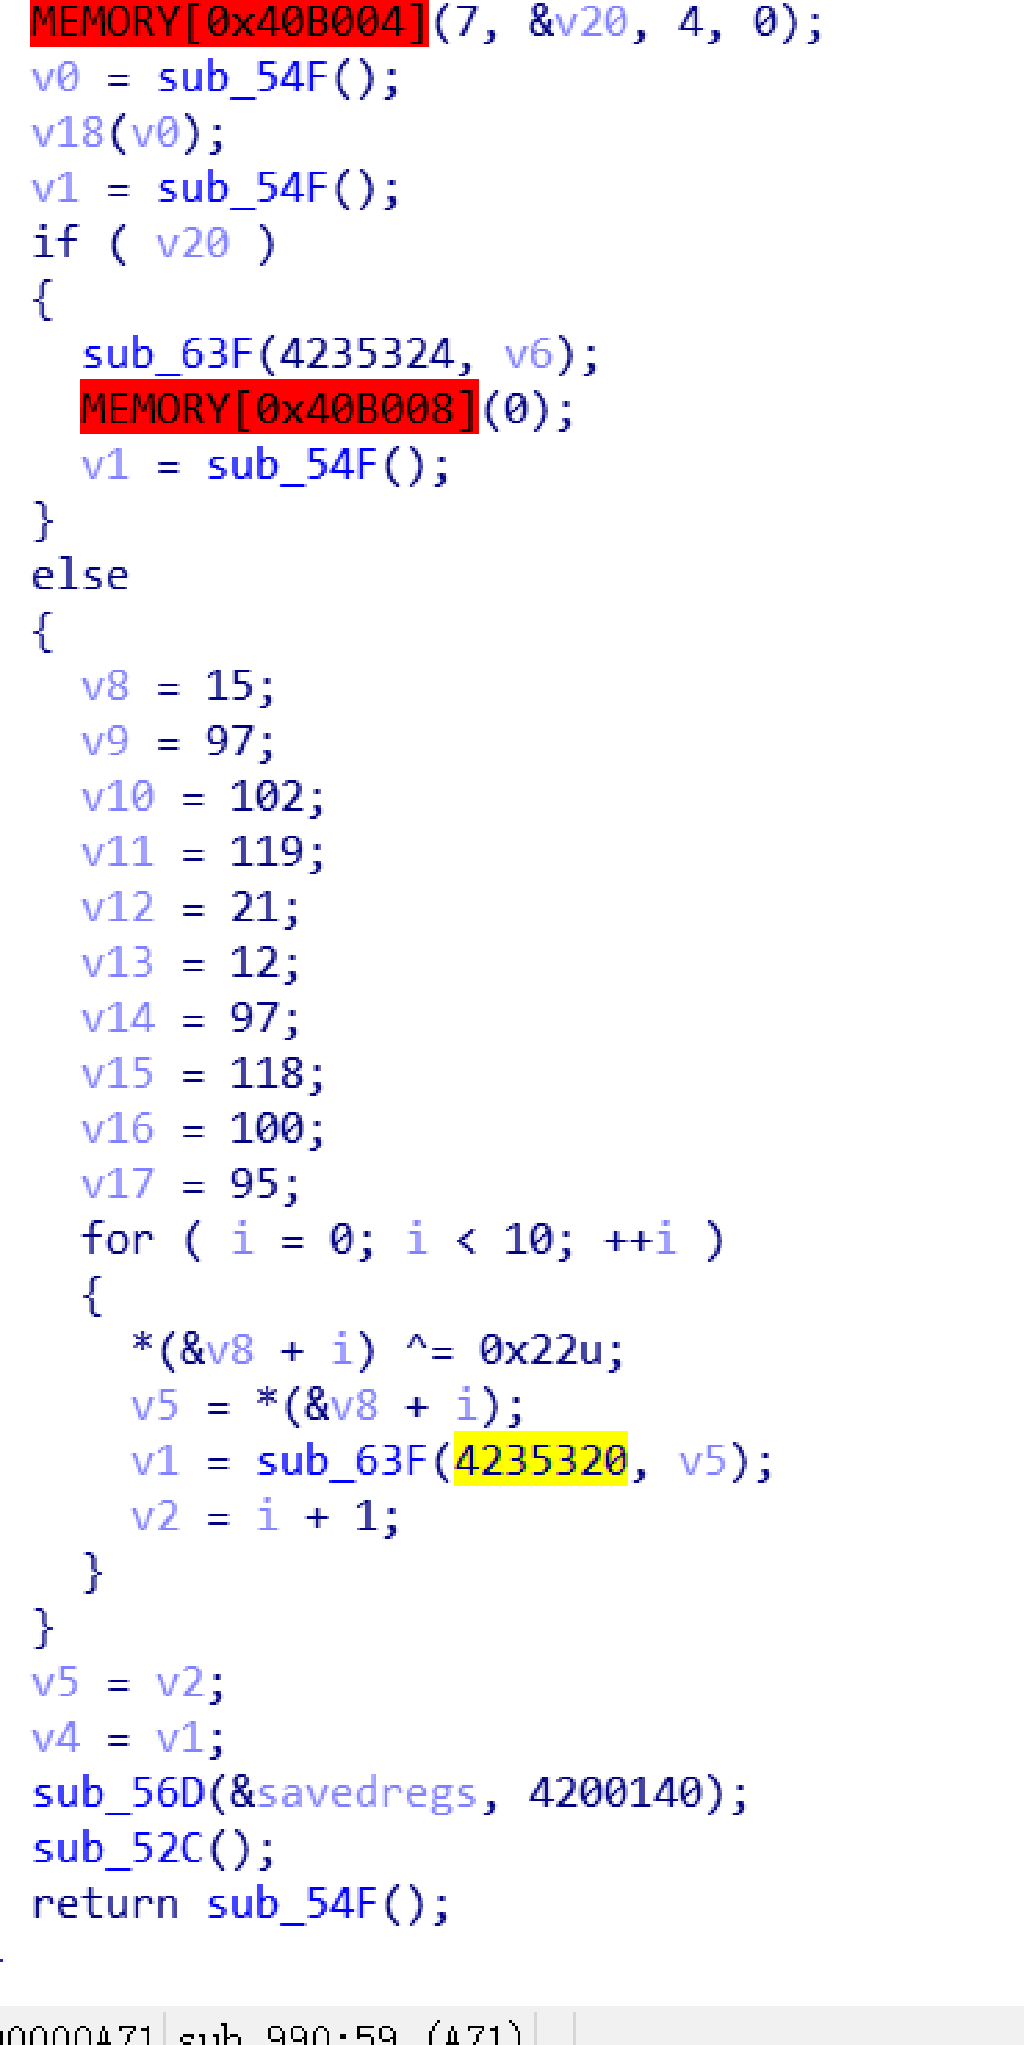 MEMORY[0x40B004](7, &v20, 4, 0);
v0 = sub_54F();
v18(v0);
v1 = sub_54F();
if ( v20 )
{
sub_63F(4235324, v6);
MEMORY[0x40B008](0);
v1 = sub_54F();
}
else
{
v8 = 15;
v9 = 97;
v10 = 102;
v11 = 119;
v12 = 21;
v13 = 12;
v14 = 97;
v15 = 118;
v16 = 100;
v17 = 95;
for ( i = 0; i < 10; ++i )
{
*(&v8 + i) ^= 0x22u;
v5 = *(&v8 + i);
v1 = sub_63F(4235320, v5);
v2 = i + 1;
}
}
v5 = v2;
v4 = v1;
sub_56D(&savedregs, 4200140);
sub_52C();
return sub_54F();
00000A71 sub_990:59 (A71)